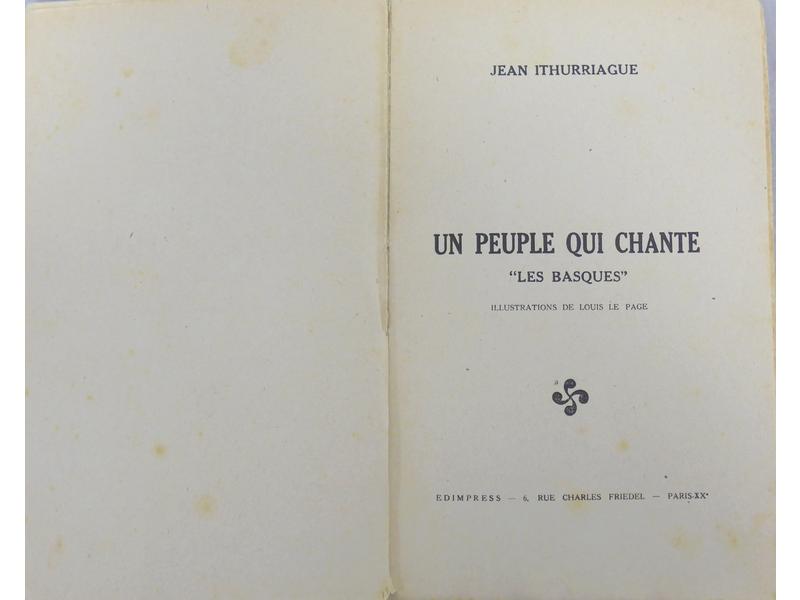 JEAN ITHURRIAGUE
UN PEUPLE QUI CHANTE
“LES BASQUES”
ILLUSTRATIONS DE LOUIS LE PAGE
EDIMPRESS — 6, RUE CHARLES FRIEDEL — PARIS-XXᵉ